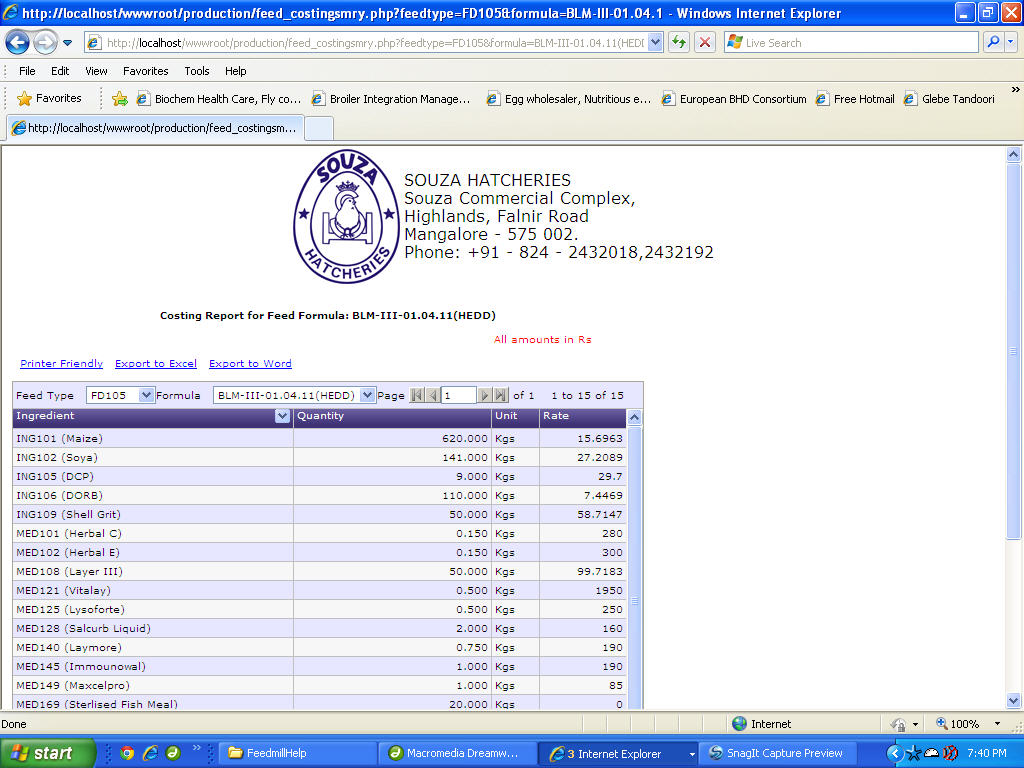 http://localhost/wwwroot/production/feed_costingsmry.php?feedtype=FD105&formula=BLM-III-01.04.1 - Windows Internet Explorer
http://localhost/wwwroot/production/feed_costingsmry.php?feedtype=FD105&formula=BLM-III-01.04.11(HEDD
Live Search
File Edit View Favorites Tools Help
Favorites Biochem Health Care, Fly co... Broiler Integration Manage... Egg wholesaler, Nutritious e... European BHD Consortium Free Hotmail Glebe Tandoori »
http://localhost/wwwroot/production/feed_costingsm...
SOUZA
HATCHERIES
SOUZA HATCHERIES
Souza Commercial Complex,
Highlands, Falnir Road
Mangalore - 575 002.
Phone: +91 - 824 - 2432018,2432192
Costing Report for Feed Formula: BLM-III-01.04.11(HEDD)
All amounts in Rs
Printer Friendly Export to Excel Export to Word
Feed Type FD105 Formula BLM-III-01.04.11(HEDD) Page 1 of 1 1 to 15 of 15
Ingredient Quantity Unit Rate
ING101 (Maize) 620.000 Kgs 15.6963
ING102 (Soya) 141.000 Kgs 27.2089
ING105 (DCP) 9.000 Kgs 29.7
ING106 (DORB) 110.000 Kgs 7.4469
ING109 (Shell Grit) 50.000 Kgs 58.7147
MED101 (Herbal C) 0.150 Kgs 280
MED102 (Herbal E) 0.150 Kgs 300
MED108 (Layer III) 50.000 Kgs 99.7183
MED121 (Vitalay) 0.500 Kgs 1950
MED125 (Lysoforte) 0.500 Kgs 250
MED128 (Salcurb Liquid) 2.000 Kgs 160
MED140 (Laymore) 0.750 Kgs 190
MED145 (Immounowal) 1.000 Kgs 190
MED149 (Maxcelpro) 1.000 Kgs 85
MED169 (Sterlised Fish Meal) 20.000 Kgs 0
Done Internet 100%
start » FeedmillHelp Macromedia Dreamw... 3 Internet Explorer SnagIt Capture Preview 7:40 PM